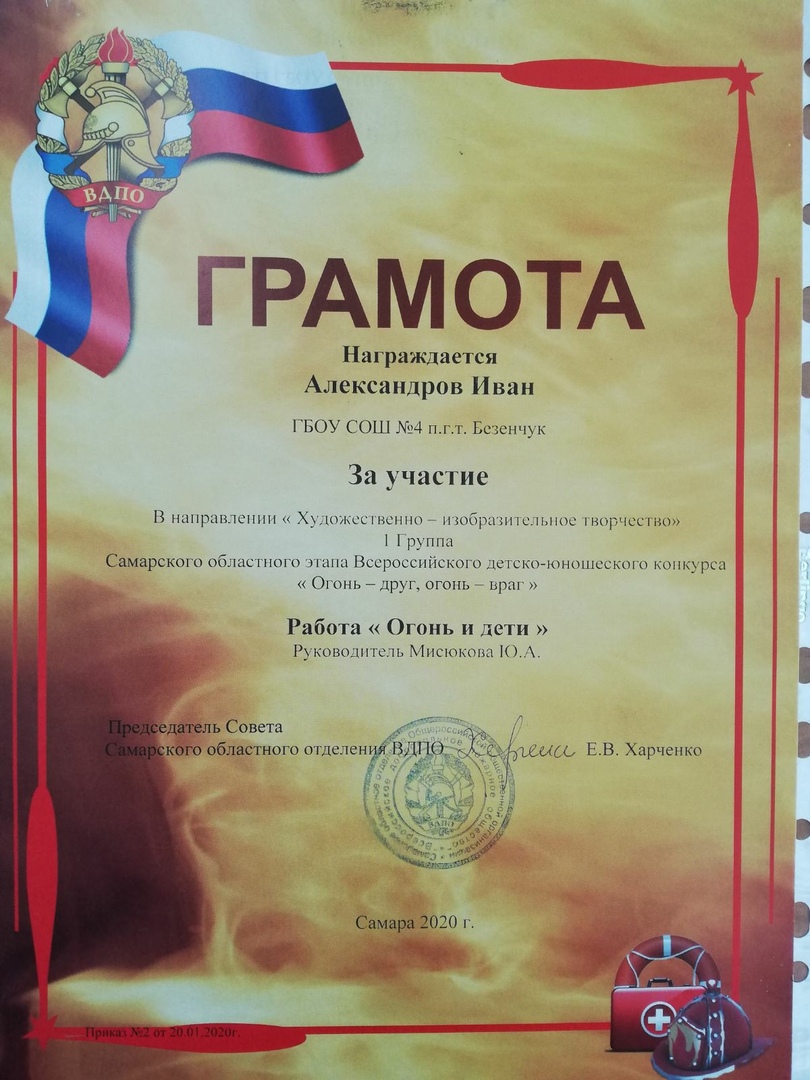 ВДПО
ГРАМОТА
Награждается
Александров Иван
ГБОУ СОШ №4 п.г.т. Безенчук
За участие
В направлении « Художественно – изобразительное творчество»
1 Группа
Самарского областного этапа Всероссийского детско-юношеского конкурса
« Огонь – друг, огонь – враг »
Работа « Огонь и дети »
Руководитель Мисюкова Ю.А.
Председатель Совета
Самарского областного отделения ВДПО Е.В. Харченко
ВДПО
Самара 2020 г.
Приказ №2 от 20.01.2020г.